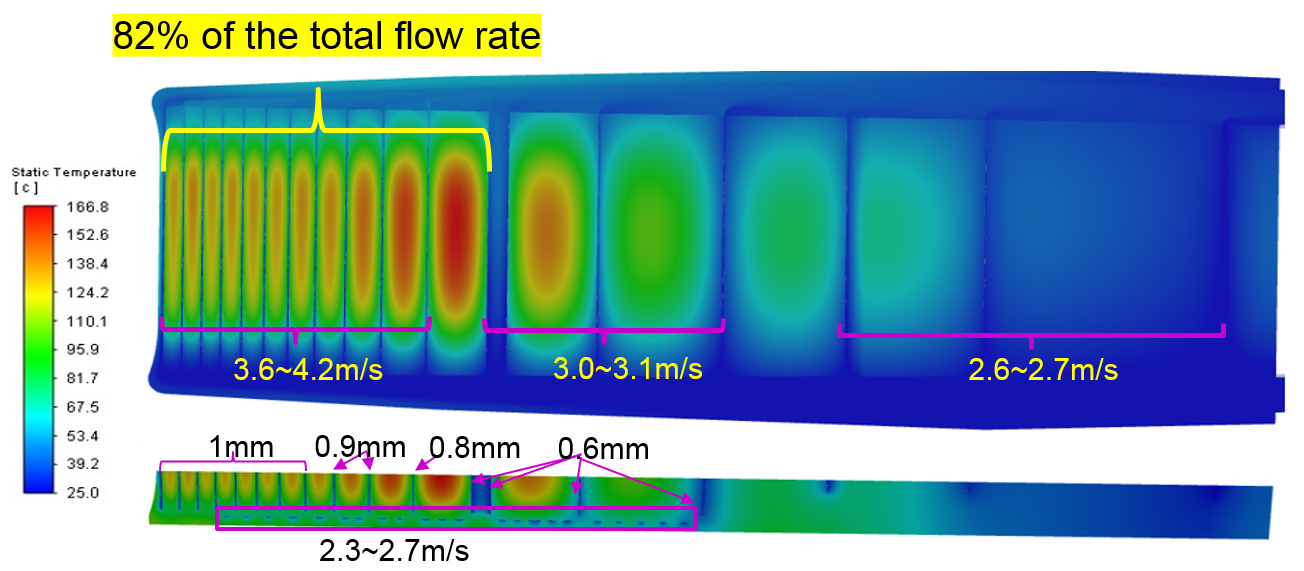 82% of the total flow rate
Static Temperature
[ C ]
166.8
152.6
138.4
124.2
110.1
95.9
81.7
67.5
53.4
39.2
25.0
3.6~4.2m/s
3.0~3.1m/s
2.6~2.7m/s
1mm
0.9mm
0.8mm
0.6mm
2.3~2.7m/s